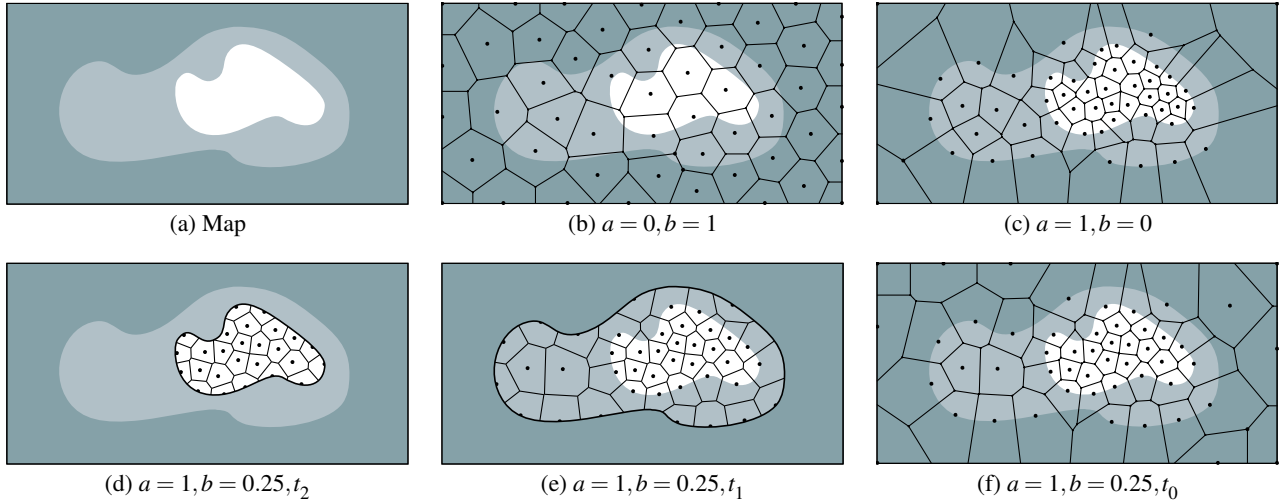 (a) Map
(b) a = 0, b = 1
(c) a = 1, b = 0
(d) a = 1, b = 0.25, t₂
(e) a = 1, b = 0.25, t₁
(f) a = 1, b = 0.25, t₀